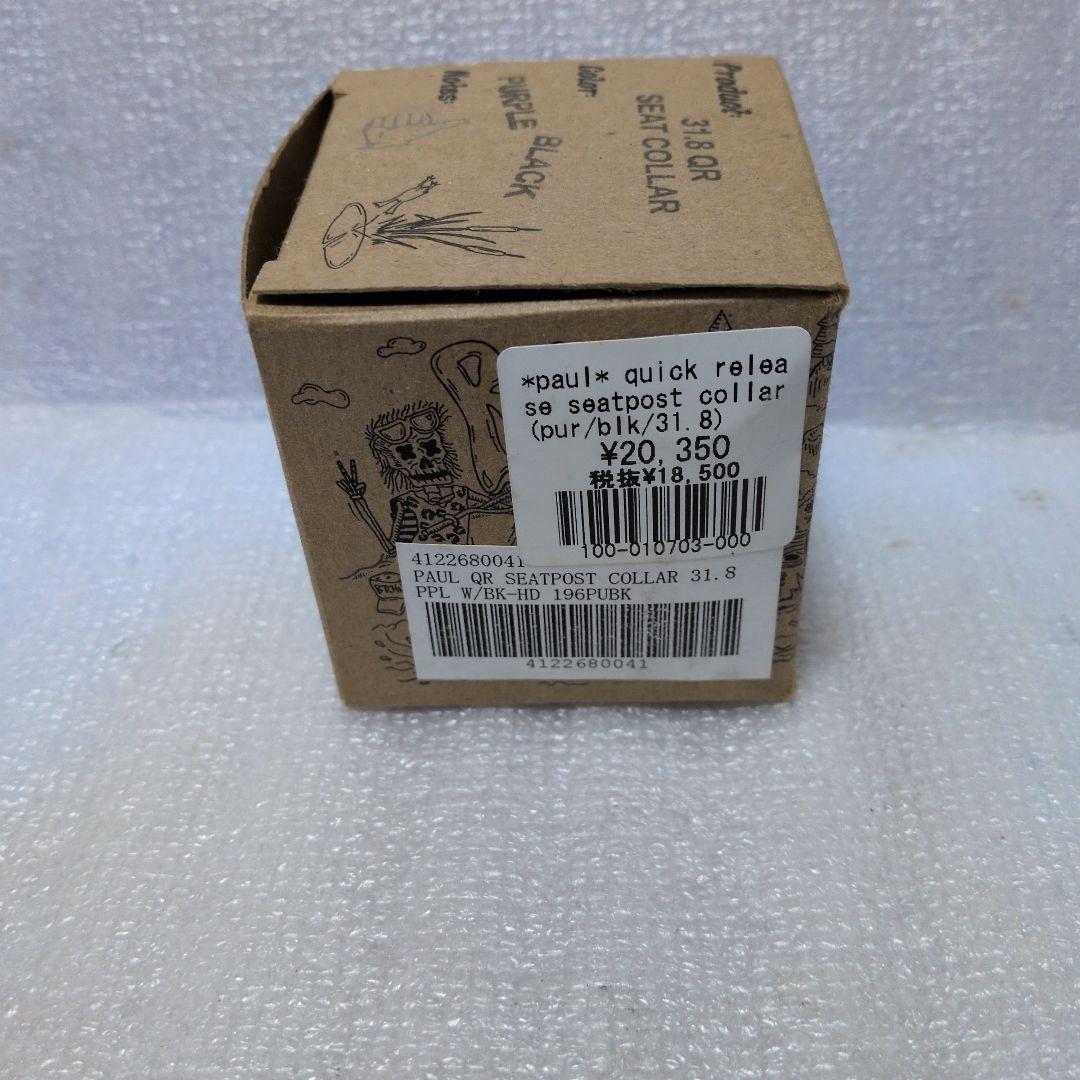 Product:
31.8 QR
SEAT COLLAR
Color:
PURPLE BLACK
Notes:
*paul* quick relea
se seatpost collar
(pur/blk/31.8)
¥20,350
税抜¥18,500
100-010703-000
4122680041
PAUL QR SEATPOST COLLAR 31.8
PPL W/BK-HD 196PUBK
4122680041